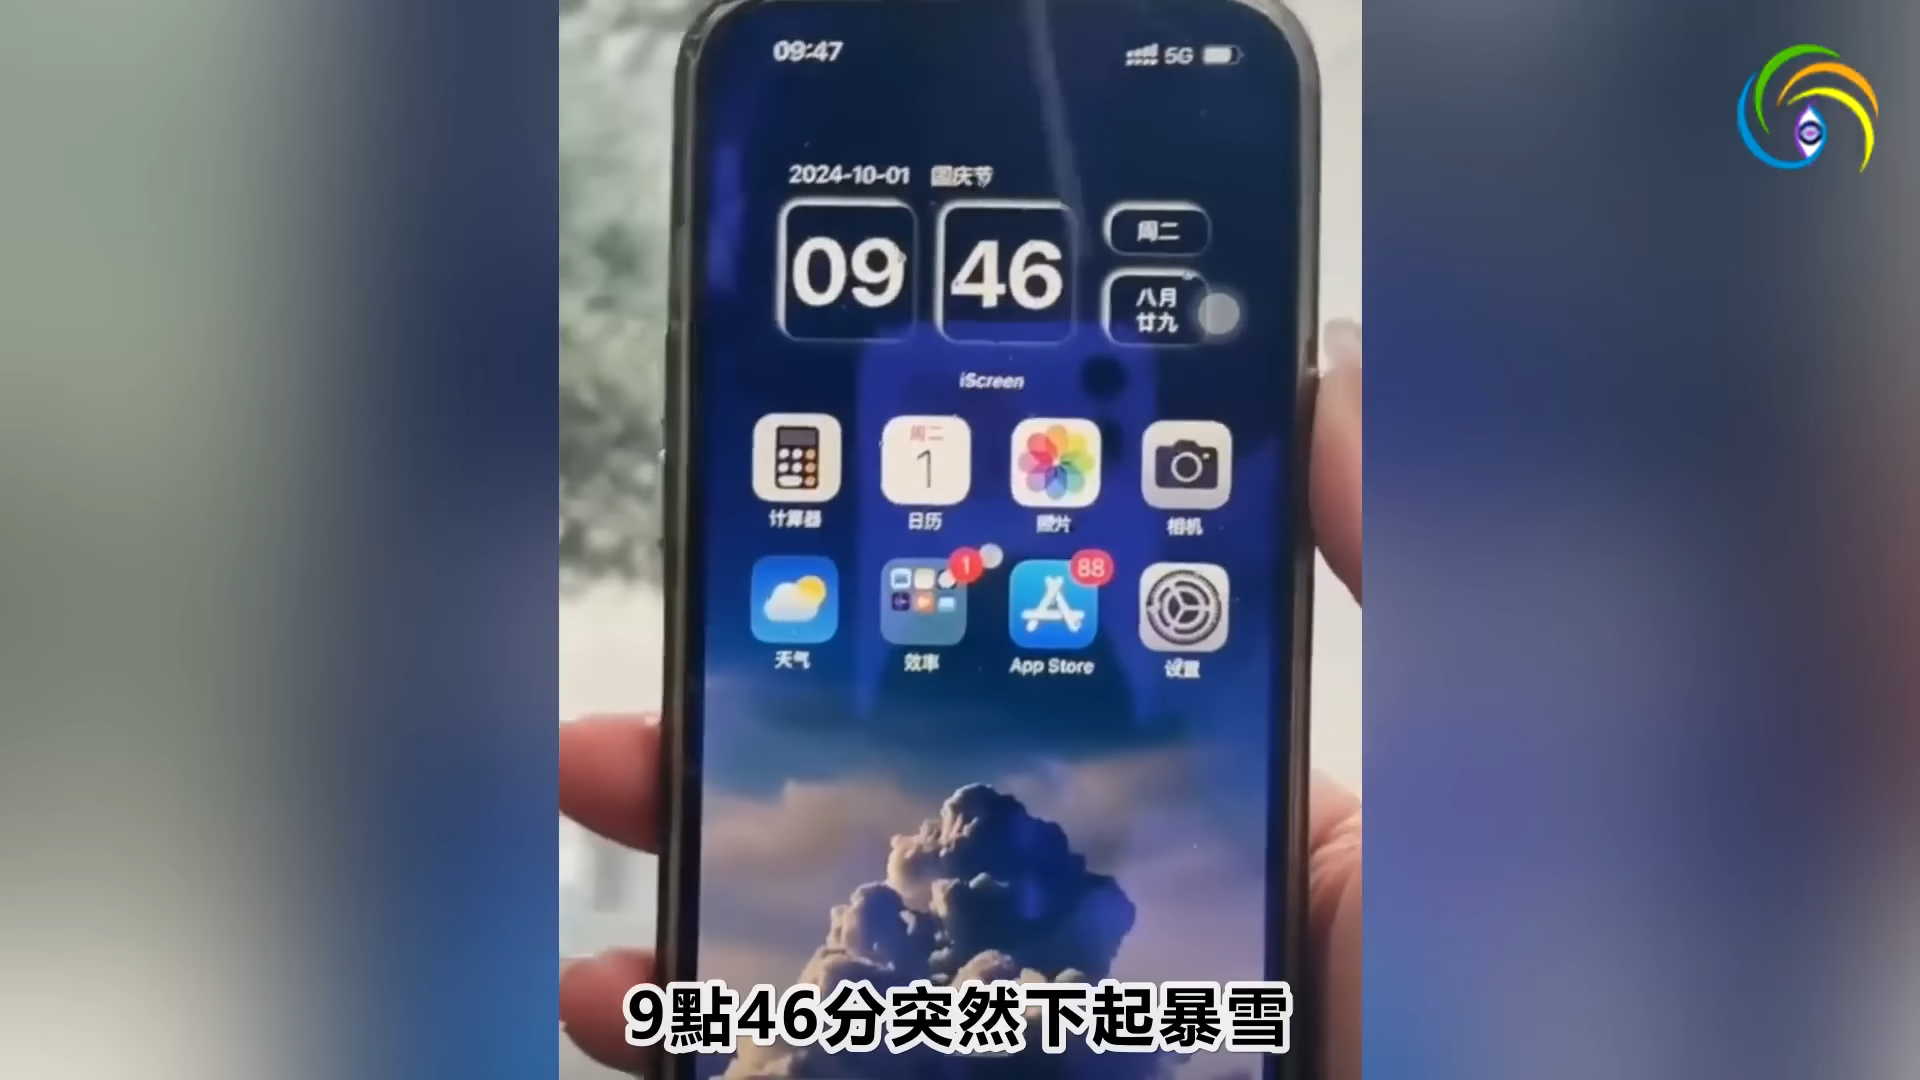 09:47
5G
2024-10-01 国庆节
09 46
周二
八月
廿九
iScreen
周二
1
计算器 日历 照片 相机
1
88
天气 效率 App Store 设置
9點46分突然下起暴雪